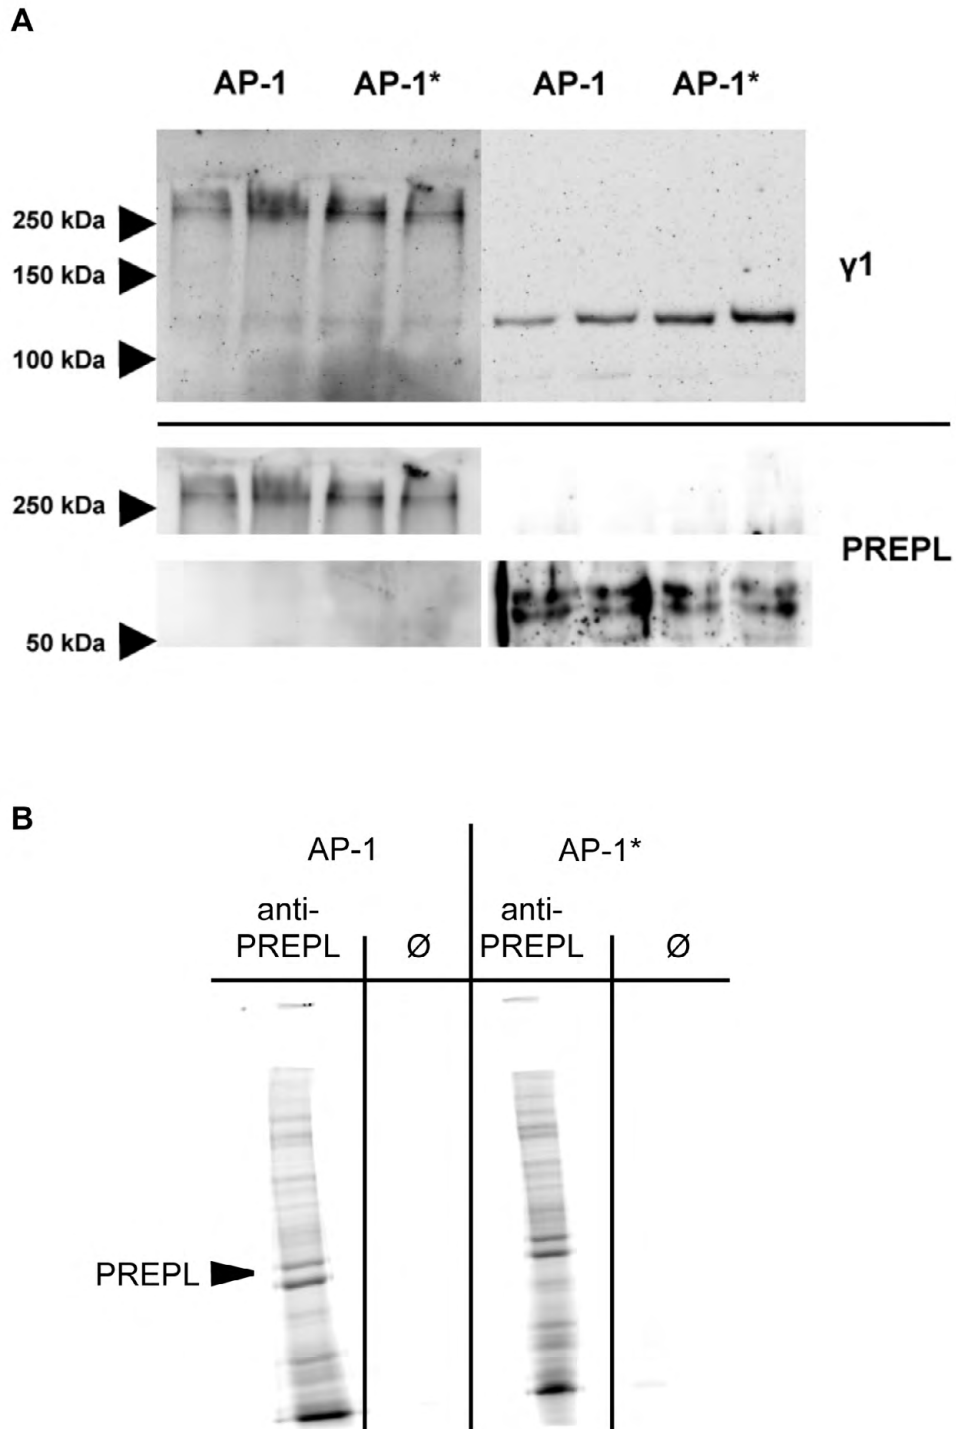 A
AP-1 AP-1* AP-1 AP-1*
250 kDa
150 kDa
γ1
100 kDa
250 kDa
PREPL
50 kDa
B
AP-1 AP-1*
anti- anti-
PREPL Ø PREPL Ø
PREPL